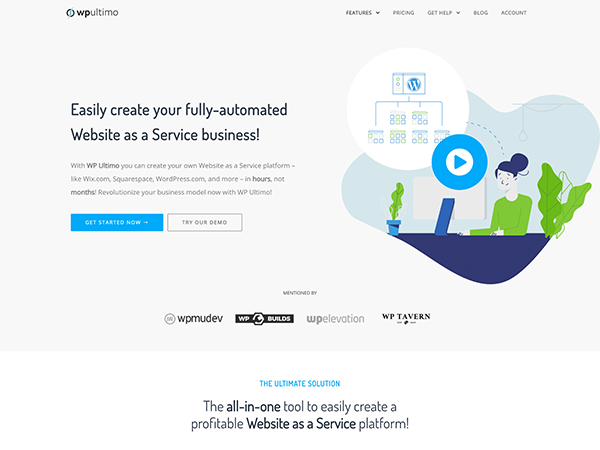 wpultimo
FEATURES PRICING GET HELP BLOG ACCOUNT
Easily create your fully-automated
Website as a Service business!
With WP Ultimo you can create your own Website as a Service platform –
like Wix.com, Squarespace, WordPress.com, and more – in hours, not
months! Revolutionize your business model now with WP Ultimo!
GET STARTED NOW → TRY OUR DEMO
MENTIONED BY
wpmudev WP BUILDS wpelevation WP TAVERN
THE ULTIMATE SOLUTION
The all-in-one tool to easily create a
profitable Website as a Service platform!